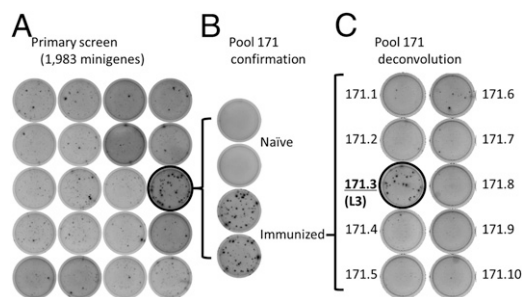 A
Primary screen
(1,983 minigenes)
B
Pool 171
confirmation
Naïve
Immunized
C
Pool 171
deconvolution
171.1
171.2
171.3
(L3)
171.4
171.5
171.6
171.7
171.8
171.9
171.10